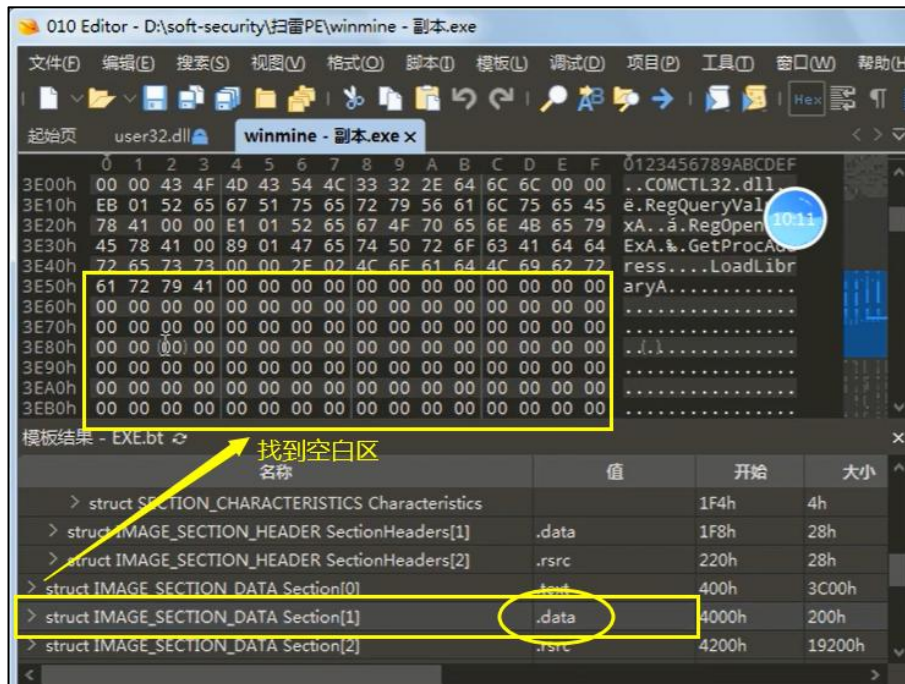 010 Editor - D:\soft-security\扫雷PE\winmine - 副本.exe
文件(F) 编辑(E) 搜索(S) 视图(V) 格式(O) 脚本(I) 模板(L) 调试(D) 项目(P) 工具(T) 窗口(W) 帮助(H
Hex
起始页 user32.dll winmine - 副本.exe ×
0 1 2 3 4 5 6 7 8 9 A B C D E F 0123456789ABCDEF
3E00h 00 00 43 4F 4D 43 54 4C 33 32 2E 64 6C 6C 00 00 ..COMCTL32.dll..
3E10h EB 01 52 65 67 51 75 65 72 79 56 61 6C 75 65 45 ë.RegQueryValu
3E20h 78 41 00 00 E1 01 52 65 67 4F 70 65 6E 4B 65 79 xA..á.RegOpen
10:11
3E30h 45 78 41 00 89 01 47 65 74 50 72 6F 63 41 64 64 ExA.‰.GetProcAdd
3E40h 72 65 73 73 00 00 2F 02 4C 6F 61 64 4C 69 62 72 ress....LoadLibr
3E50h 61 72 79 41 00 00 00 00 00 00 00 00 00 00 00 00 aryA............
3E60h 00 00 00 00 00 00 00 00 00 00 00 00 00 00 00 00 ................
3E70h 00 00 00 00 00 00 00 00 00 00 00 00 00 00 00 00 ................
3E80h 00 00 00 00 00 00 00 00 00 00 00 00 00 00 00 00 ..(.)............
3E90h 00 00 00 00 00 00 00 00 00 00 00 00 00 00 00 00 ................
3EA0h 00 00 00 00 00 00 00 00 00 00 00 00 00 00 00 00 ................
3EB0h 00 00 00 00 00 00 00 00 00 00 00 00 00 00 00 00 ................
模板结果 - EXE.bt
找到空白区
名称 值 开始 大小
struct SECTION_CHARACTERISTICS Characteristics 1F4h 4h
struct IMAGE_SECTION_HEADER SectionHeaders[1] .data 1F8h 28h
struct IMAGE_SECTION_HEADER SectionHeaders[2] .rsrc 220h 28h
struct IMAGE_SECTION_DATA Section[0] .text 400h 3C00h
struct IMAGE_SECTION_DATA Section[1] .data 4000h 200h
struct IMAGE_SECTION_DATA Section[2] .rsrc 4200h 19200h